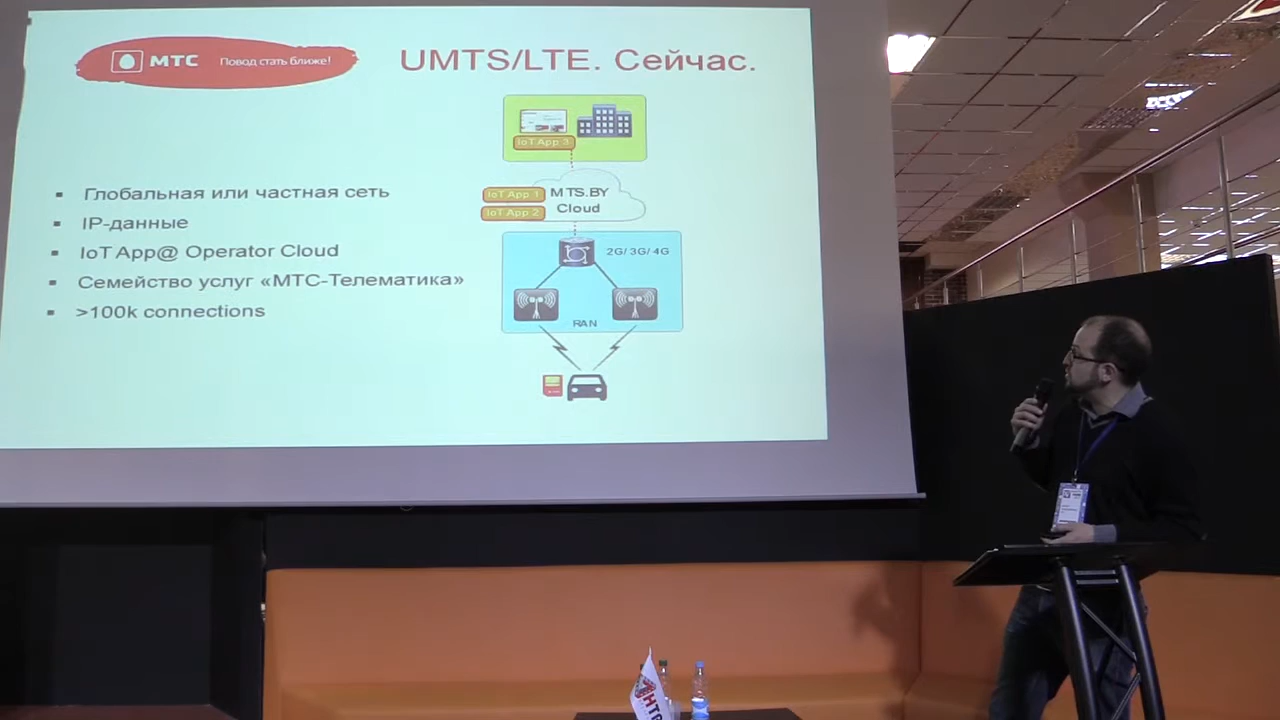 МТС
Повод стать ближе!
UMTS/LTE. Сейчас.
IoT App 3
Глобальная или частная сеть
IP-данные
IoT App@ Operator Cloud
Семейство услуг «МТС-Телематика»
>100k connections
IoT App 1
IoT App 2
MTS.BY
Cloud
2G/ 3G/ 4G
RAN